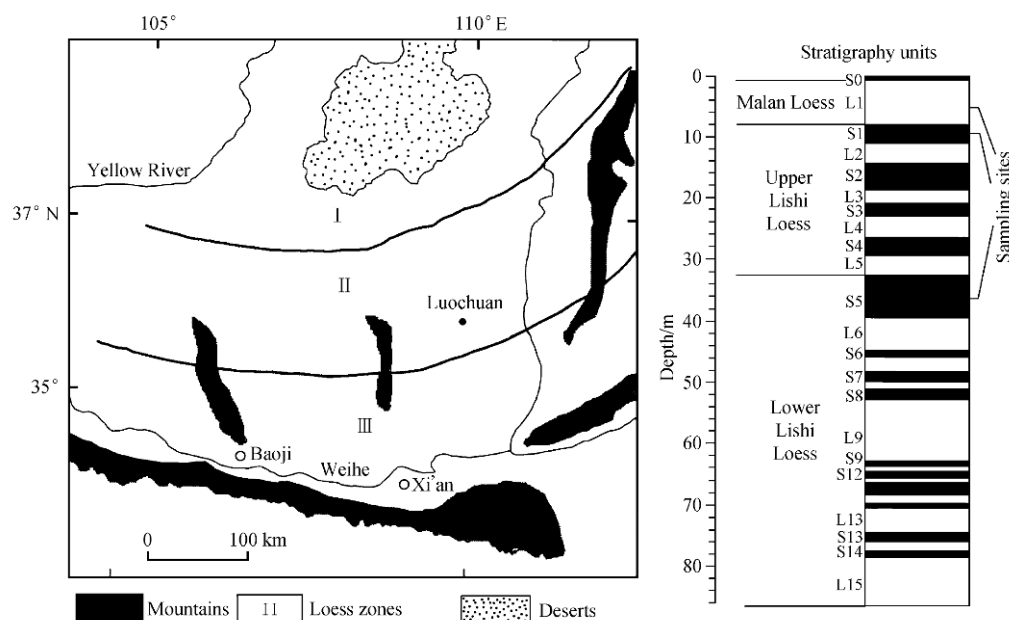 105°
110° E
Yellow River
37° N
I
II
Luochuan
35°
III
Baoji
Weihe
Xi'an
0
100 km
Mountains
II
Loess zones
Deserts
Stratigraphy units
Depth/m
0
10
20
30
40
50
60
70
80
Malan Loess
Upper
Lishi
Loess
Lower
Lishi
Loess
S0
L1
S1
L2
S2
L3
S3
L4
S4
L5
S5
L6
S6
S7
S8
L9
S9
S12
L13
S13
S14
L15
Sampling sites